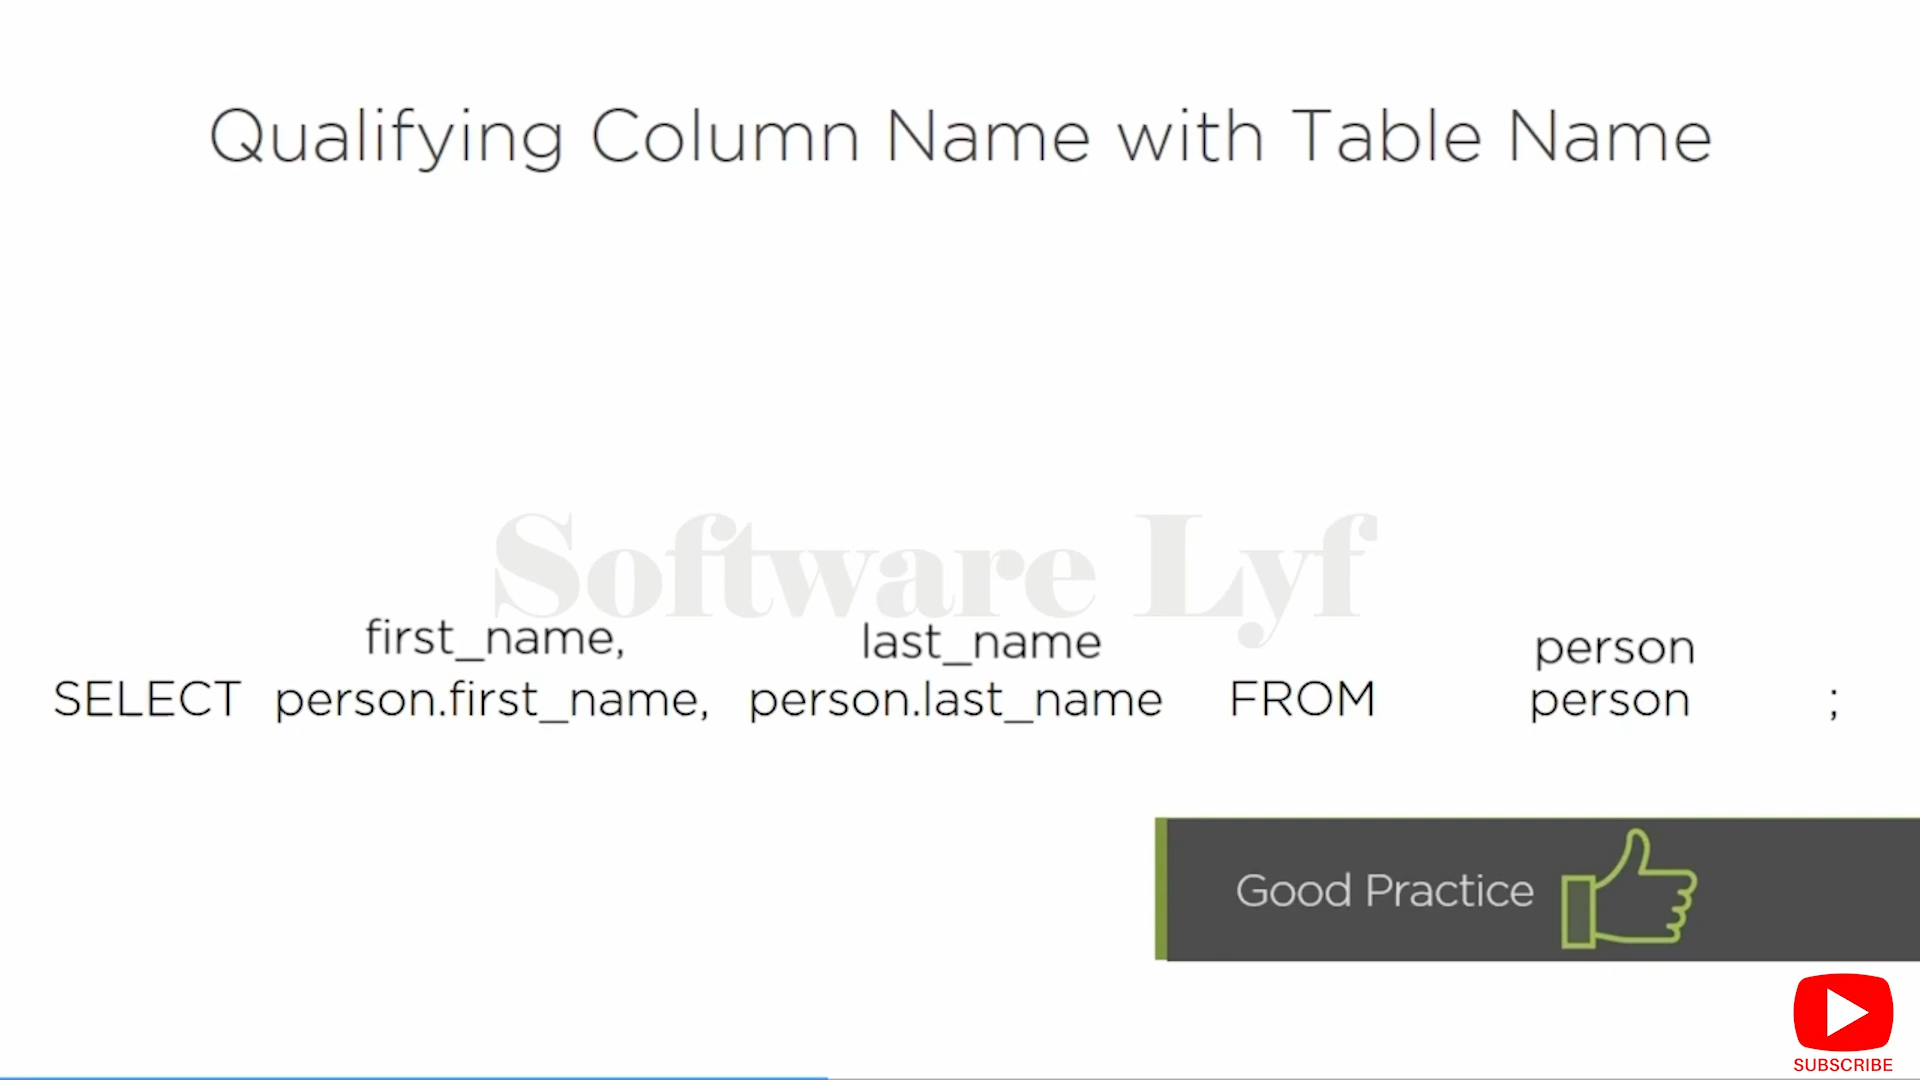 Qualifying Column Name with Table Name
Software Lyf
first_name, last_name person
SELECT person.first_name, person.last_name FROM person ;
Good Practice
SUBSCRIBE